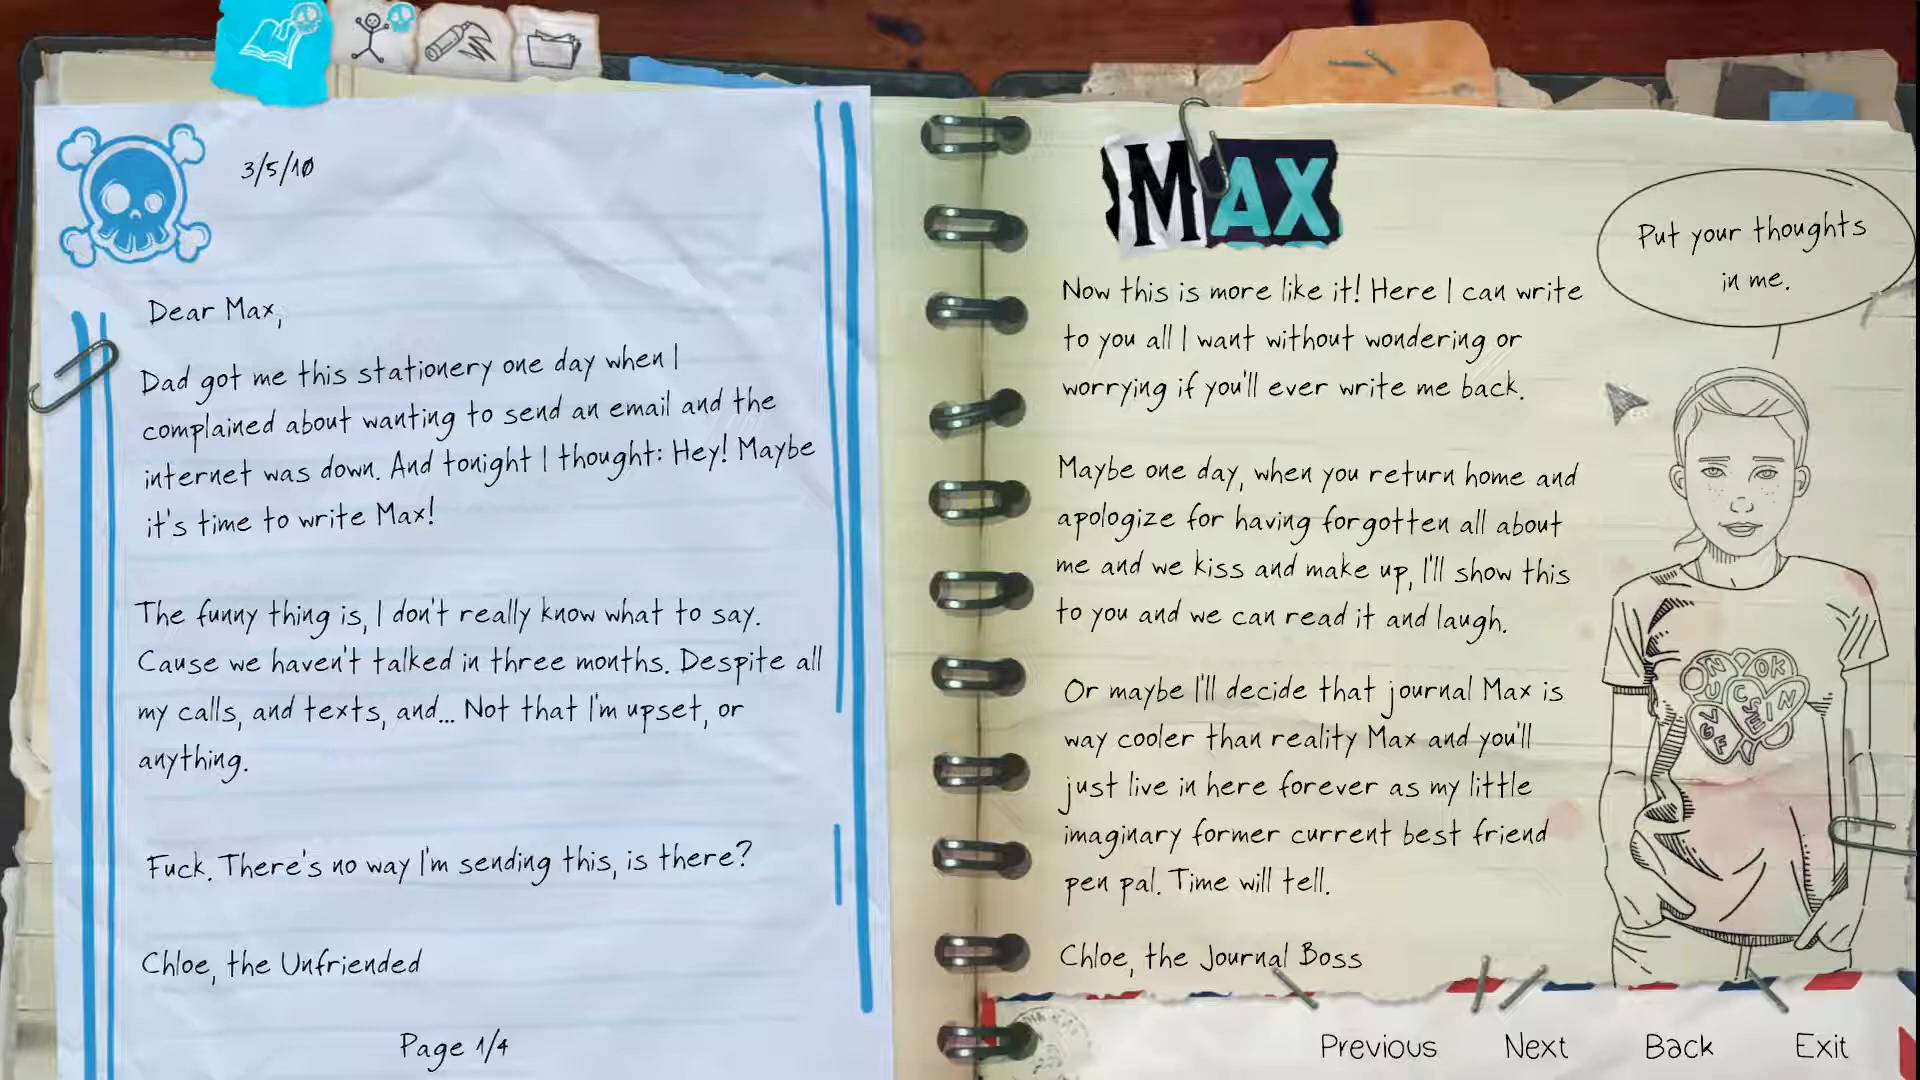 3/5/10
Dear Max,
Dad got me this stationery one day when I
complained about wanting to send an email and the
internet was down. And tonight I thought: Hey! Maybe
it's time to write Max!
The funny thing is, I don't really know what to say.
Cause we haven't talked in three months. Despite all
my calls, and texts, and... Not that I'm upset, or
anything.
Fuck. There's no way I'm sending this, is there?
Chloe, the Unfriended
Page 1/4
MAX
Now this is more like it! Here I can write
to you all I want without wondering or
worrying if you'll ever write me back.
Maybe one day, when you return home and
apologize for having forgotten all about
me and we kiss and make up, I'll show this
to you and we can read it and laugh.
Or maybe I'll decide that journal Max is
way cooler than reality Max and you'll
just live in here forever as my little
imaginary former current best friend
pen pal. Time will tell.
Chloe, the Journal Boss
Put your thoughts
in me.
Previous
Next
Back
Exit